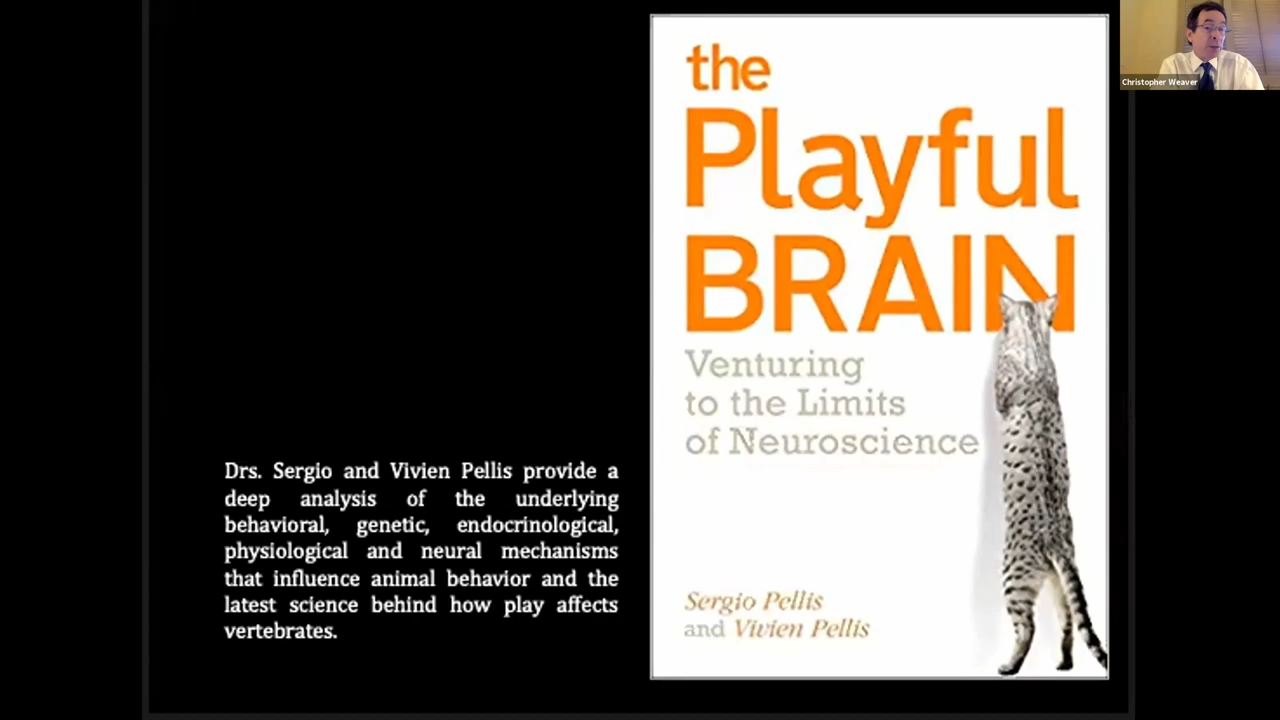 Drs. Sergio and Vivien Pellis provide a
deep analysis of the underlying
behavioral, genetic, endocrinological,
physiological and neural mechanisms
that influence animal behavior and the
latest science behind how play affects
vertebrates.
the
Playful
BRAIN
Venturing
to the Limits
of Neuroscience
Sergio Pellis
and Vivien Pellis
Christopher Weaver